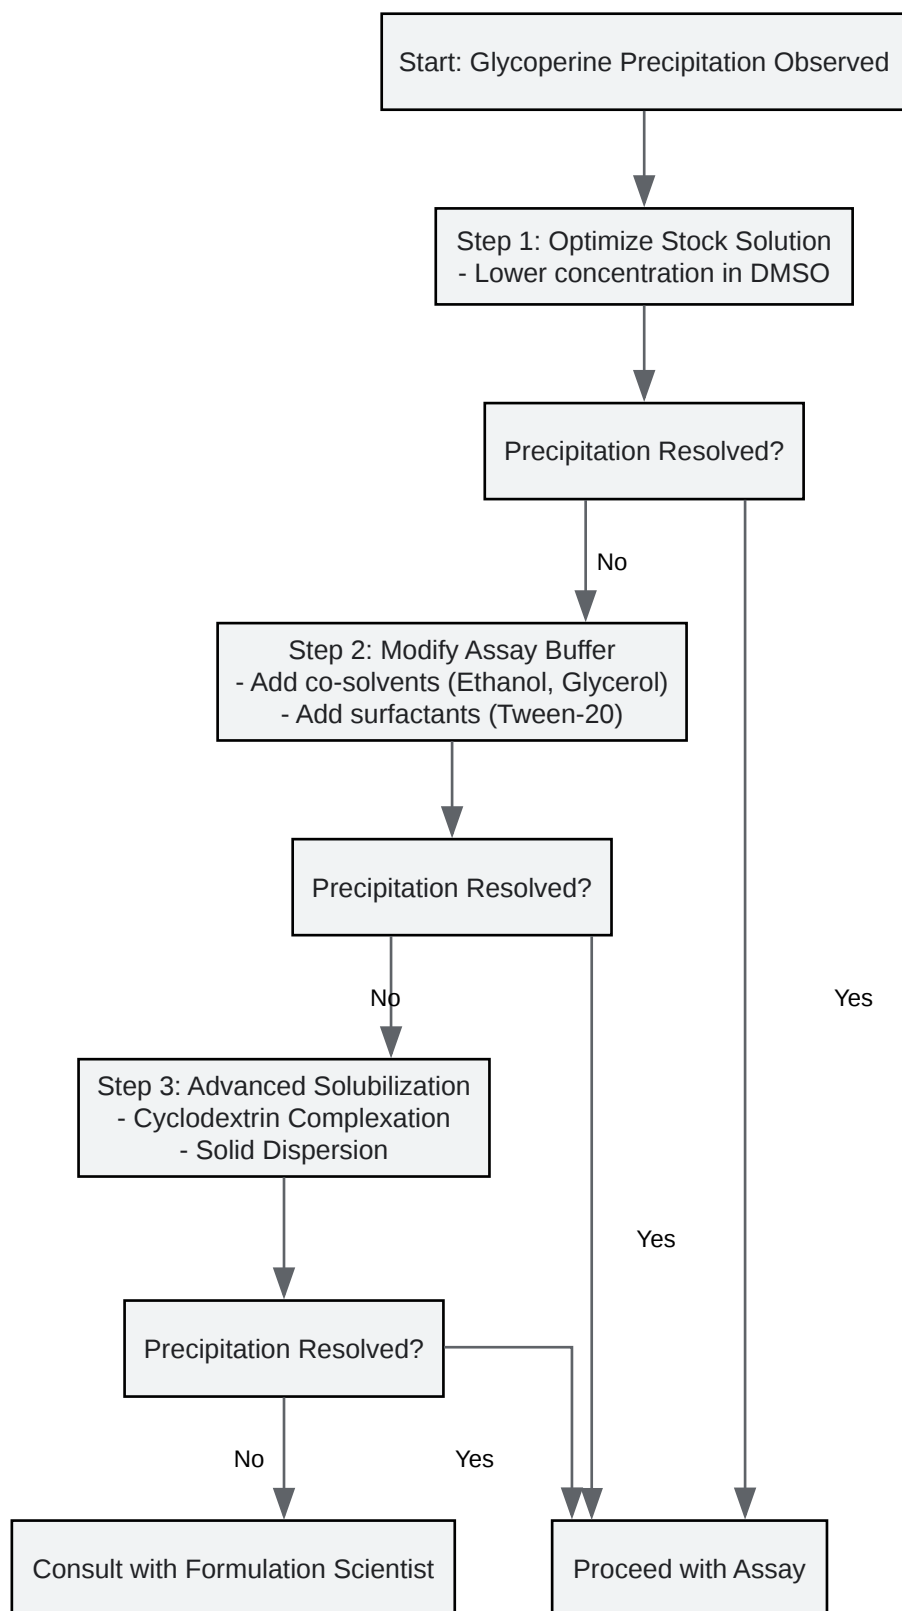 Start: Glycoperine Precipitation Observed
Step 1: Optimize Stock Solution
- Lower concentration in DMSO
Precipitation Resolved?
No
Step 2: Modify Assay Buffer
- Add co-solvents (Ethanol, Glycerol)
- Add surfactants (Tween-20)
Precipitation Resolved?
No
Yes
Step 3: Advanced Solubilization
- Cyclodextrin Complexation
- Solid Dispersion
Yes
Precipitation Resolved?
No
Yes
Consult with Formulation Scientist
Proceed with Assay